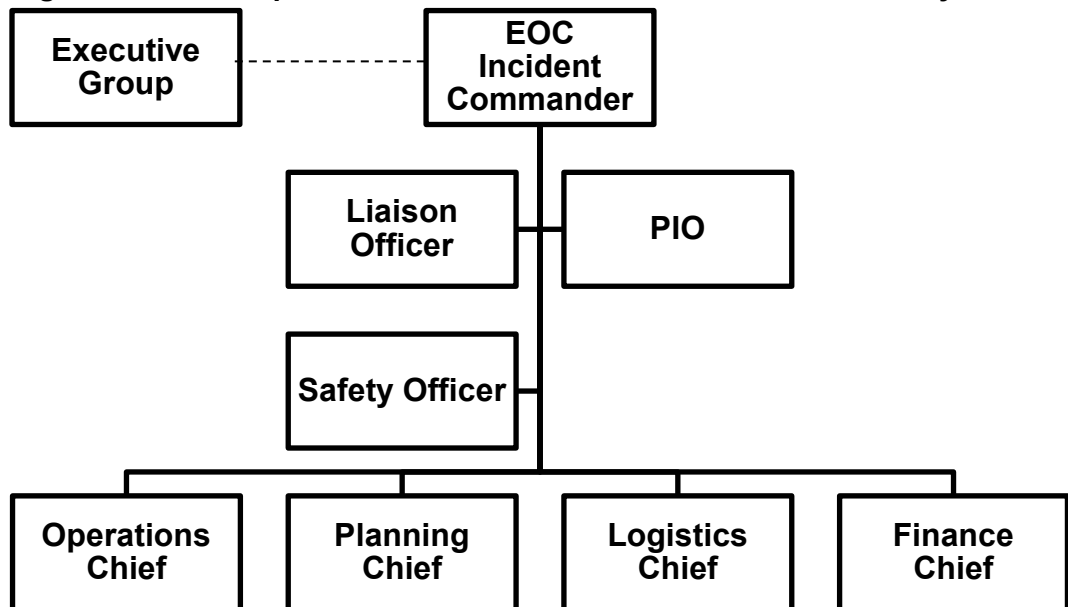 Executive
Group
EOC
Incident
Commander
Liaison
Officer
PIO
Safety Officer
Operations
Chief
Planning
Chief
Logistics
Chief
Finance
Chief